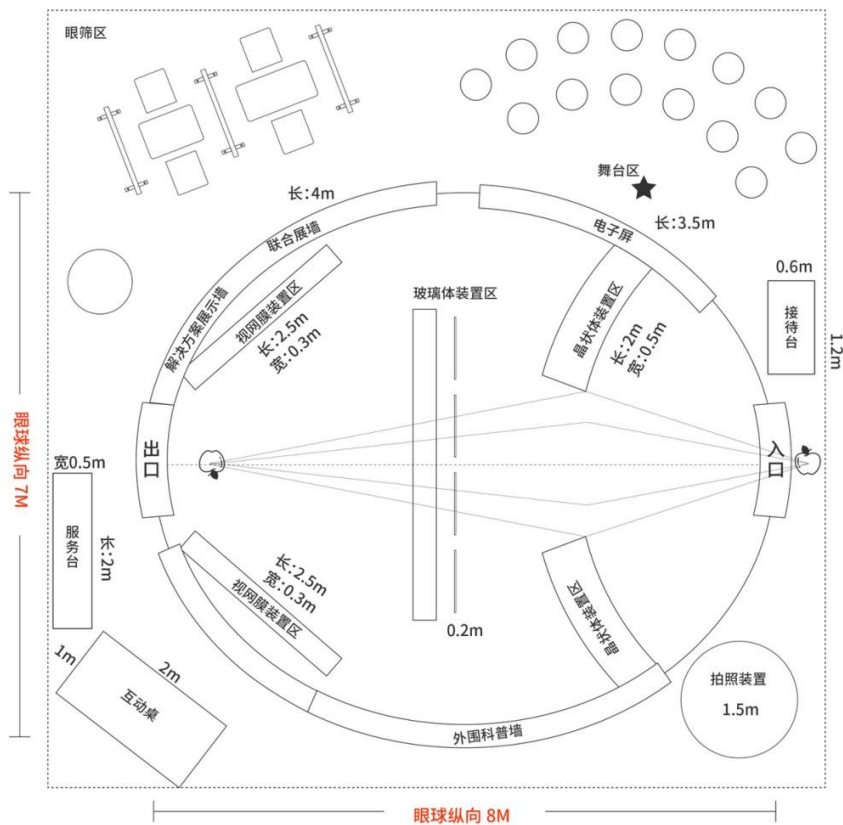 眼筛区
舞台区
长:4m
联合展墙
电子屏
长:3.5m
解决方案展示墙
视网膜装置区
长:2.5m
宽:0.3m
玻璃体装置区
晶状体装置区
长:2m
宽:0.5m
0.6m
接待台
1.2m
眼球纵向 7M
出口
入口
宽0.5m
服务台
长:2m
长:2.5m
宽:0.3m
视网膜装置区
0.2m
晶状体装置区
1m
2m
互动桌
外围科普墙
拍照装置
1.5m
眼球纵向 8M